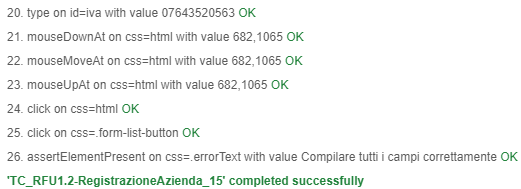 20. type on id=iva with value 07643520563 OK
21. mouseDownAt on css=html with value 682,1065 OK
22. mouseMoveAt on css=html with value 682,1065 OK
23. mouseUpAt on css=html with value 682,1065 OK
24. click on css=html OK
25. click on css=.form-list-button OK
26. assertElementPresent on css=.errorText with value Compilare tutti i campi correttamente OK
'TC_RFU1.2-RegistrazioneAzienda_15' completed successfully